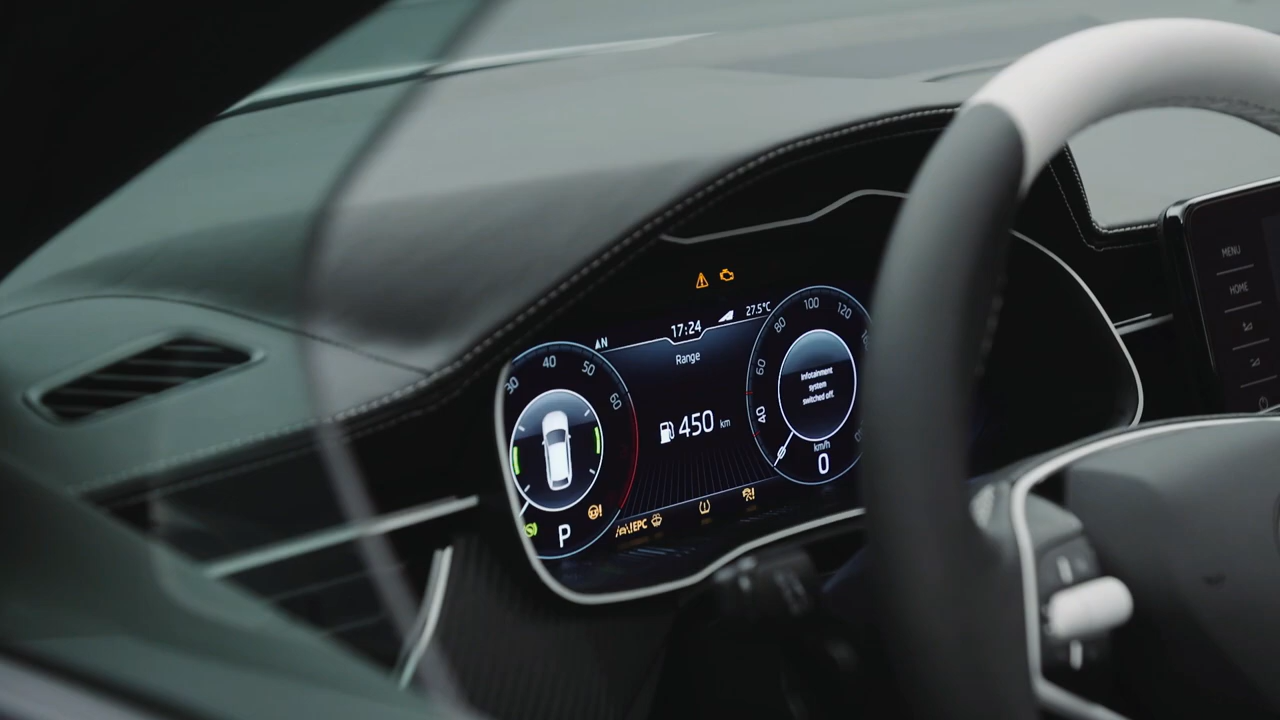 17:24
27.5°C
N
Range
450 km
30 40 50 60
40 60 80 100 120
0
Infotainment
system
switched off.
km/h
0
P
EPC
MENU
HOME